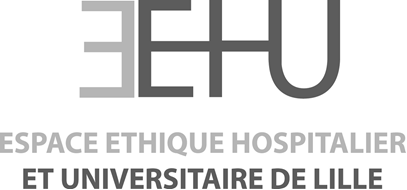 EEHU
ESPACE ETHIQUE HOSPITALIER
ET UNIVERSITAIRE DE LILLE